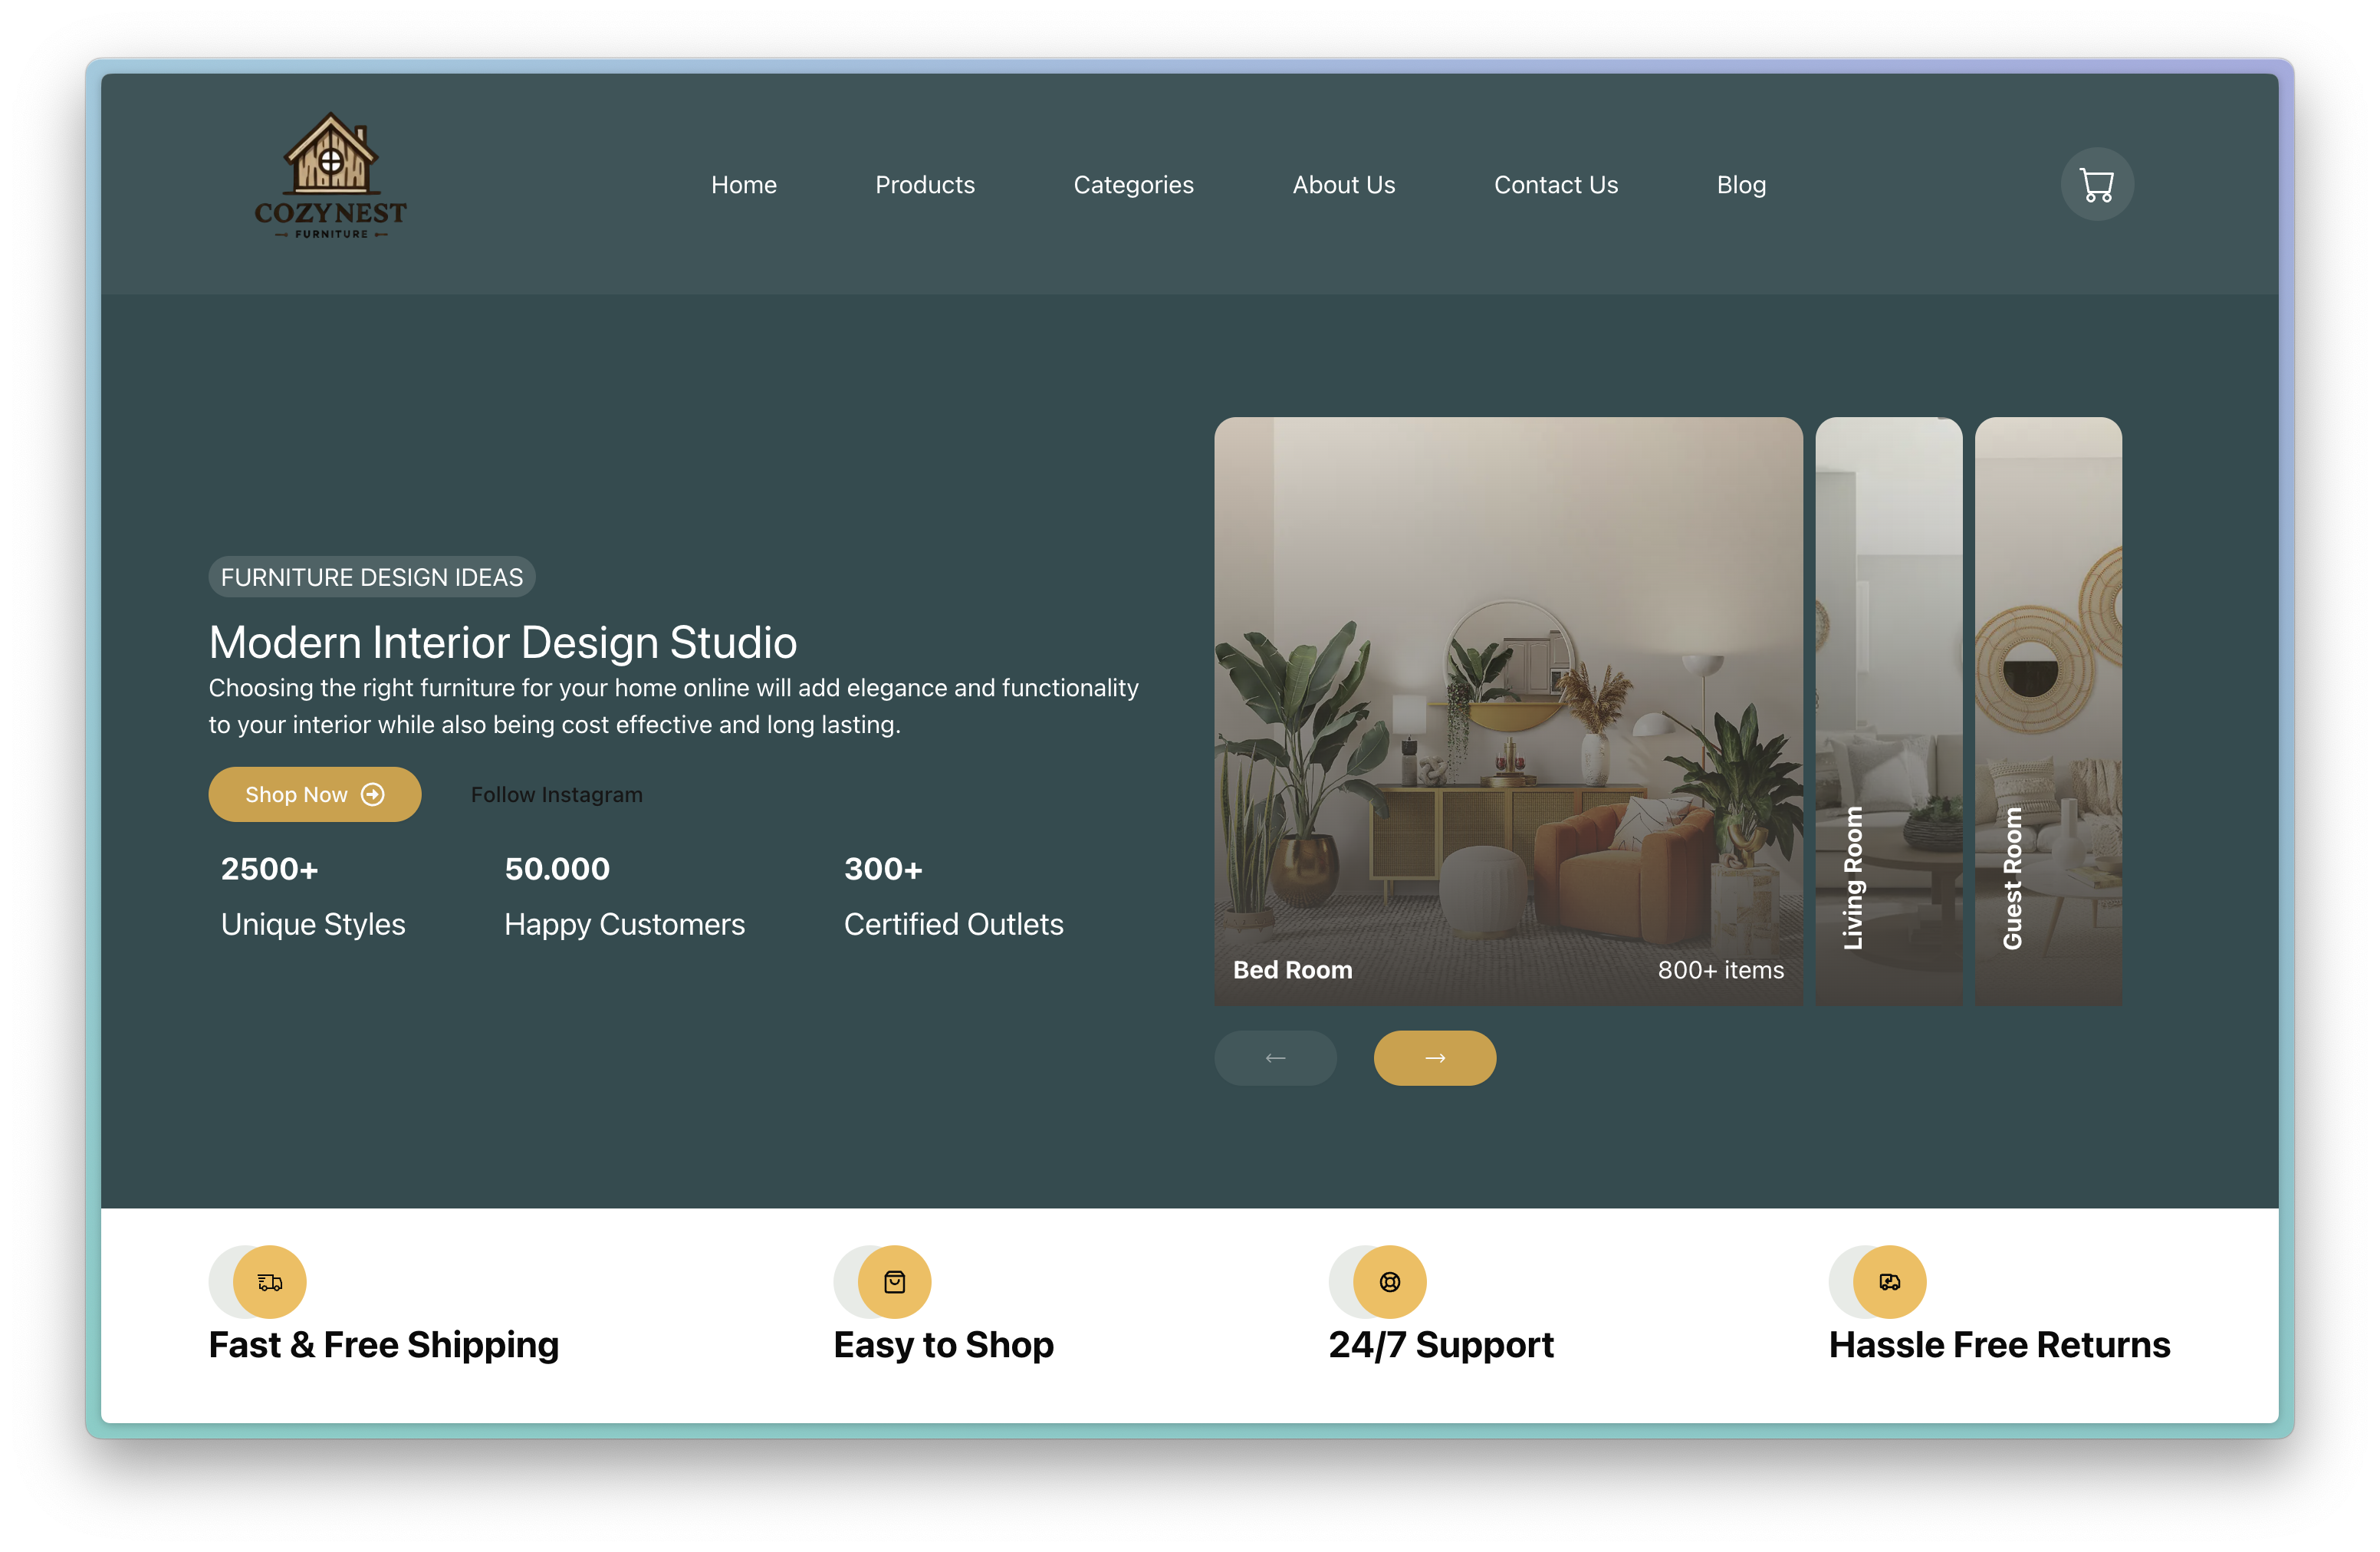 COZYNEST
FURNITURE
Home
Products
Categories
About Us
Contact Us
Blog
FURNITURE DESIGN IDEAS
Modern Interior Design Studio
Choosing the right furniture for your home online will add elegance and functionality
to your interior while also being cost effective and long lasting.
Shop Now
Follow Instagram
2500+
Unique Styles
50.000
Happy Customers
300+
Certified Outlets
Bed Room
800+ items
Living Room
Guest Room
Fast & Free Shipping
Easy to Shop
24/7 Support
Hassle Free Returns